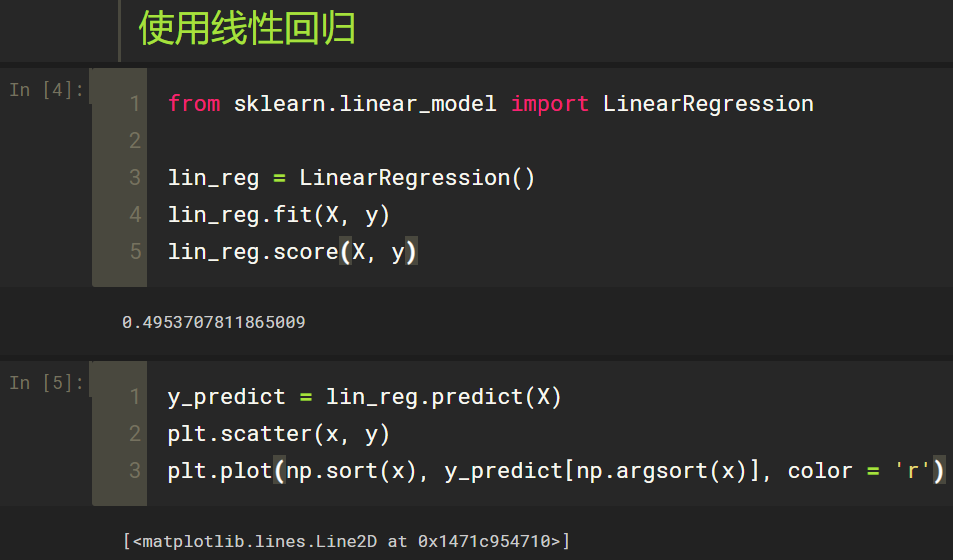 使用线性回归
In [4]:
1 from sklearn.linear_model import LinearRegression
2
3 lin_reg = LinearRegression()
4 lin_reg.fit(X, y)
5 lin_reg.score(X, y)
0.4953707811865009
In [5]:
1 y_predict = lin_reg.predict(X)
2 plt.scatter(x, y)
3 plt.plot(np.sort(x), y_predict[np.argsort(x)], color = 'r')
[<matplotlib.lines.Line2D at 0x1471c954710>]